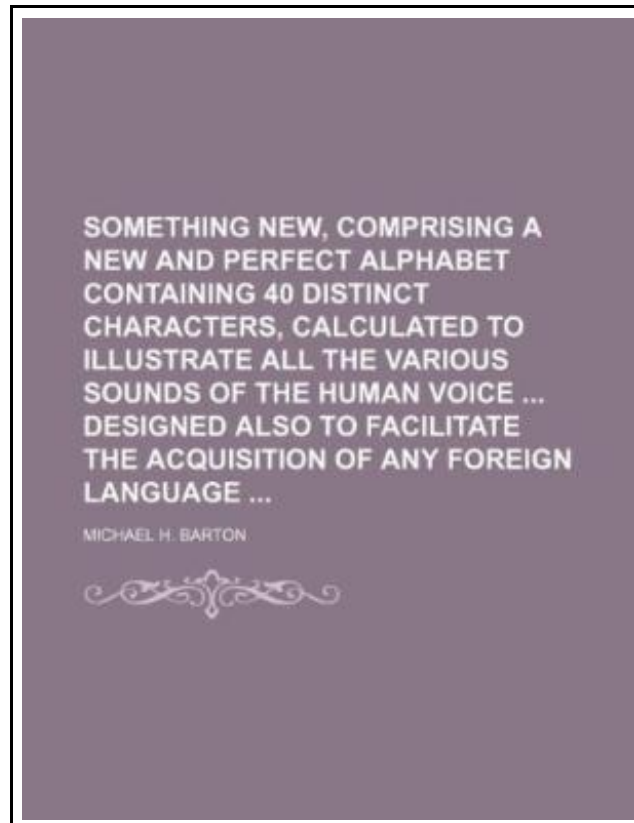 SOMETHING NEW, COMPRISING A
NEW AND PERFECT ALPHABET
CONTAINING 40 DISTINCT
CHARACTERS, CALCULATED TO
ILLUSTRATE ALL THE VARIOUS
SOUNDS OF THE HUMAN VOICE ...
DESIGNED ALSO TO FACILITATE
THE ACQUISITION OF ANY FOREIGN
LANGUAGE ...
MICHAEL H. BARTON